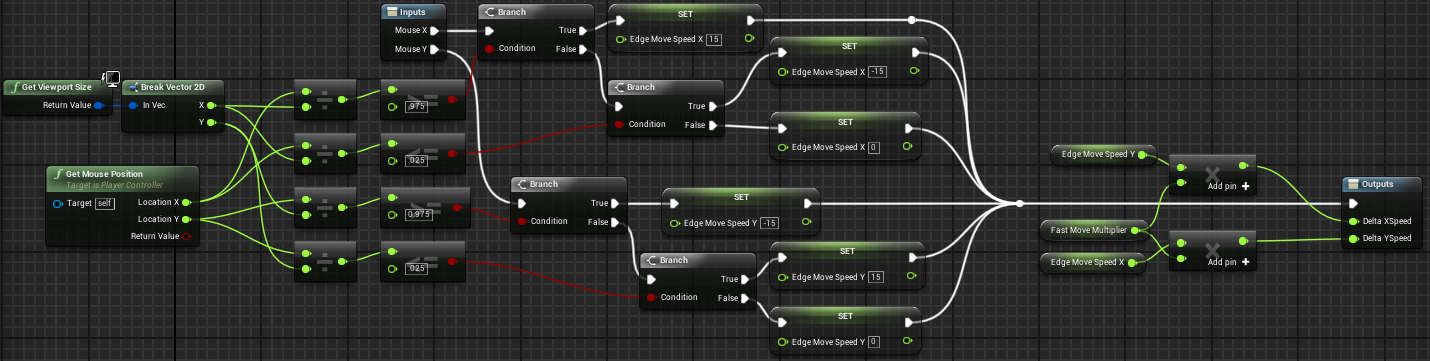 Inputs
Mouse X
Mouse Y
Branch
True
Condition
False
SET
Edge Move Speed X 15
SET
Edge Move Speed X -15
Branch
True
Condition
False
SET
Edge Move Speed X 0
f Get Viewport Size
Return Value
Break Vector 2D
In Vec
X
Y
÷
>=
.975
÷
<=
.025
÷
>=
0.975
÷
<=
.025
f Get Mouse Position
Target is Player Controller
Target self
Location X
Location Y
Return Value
Branch
True
Condition
False
SET
Edge Move Speed Y -15
Branch
True
Condition
False
SET
Edge Move Speed Y 15
SET
Edge Move Speed Y 0
Edge Move Speed Y
Fast Move Multiplier
Edge Move Speed X
×
Add pin +
×
Add pin +
Outputs
Delta XSpeed
Delta YSpeed